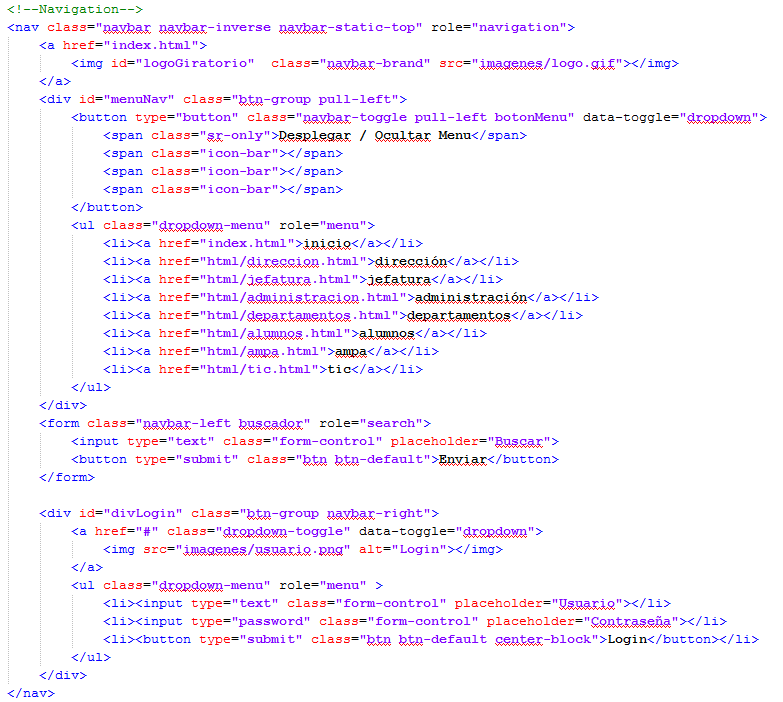 <!--Navigation-->
<nav class="navbar navbar-inverse navbar-static-top" role="navigation">
<a href="index.html">
<img id="logoGiratorio"  class="navbar-brand" src="imagenes/logo.gif"></img>
</a>
<div id="menuNav" class="btn-group pull-left">
<button type="button" class="navbar-toggle pull-left botonMenu" data-toggle="dropdown">
<span class="sr-only">Desplegar / Ocultar Menu</span>
<span class="icon-bar"></span>
<span class="icon-bar"></span>
<span class="icon-bar"></span>
</button>
<ul class="dropdown-menu" role="menu">
<li><a href="index.html">inicio</a></li>
<li><a href="html/direccion.html">dirección</a></li>
<li><a href="html/jefatura.html">jefatura</a></li>
<li><a href="html/administracion.html">administración</a></li>
<li><a href="html/departamentos.html">departamentos</a></li>
<li><a href="html/alumnos.html">alumnos</a></li>
<li><a href="html/ampa.html">ampa</a></li>
<li><a href="html/tic.html">tic</a></li>
</ul>
</div>
<form class="navbar-left buscador" role="search">
<input type="text" class="form-control" placeholder="Buscar">
<button type="submit" class="btn btn-default">Enviar</button>
</form>
<div id="divLogin" class="btn-group navbar-right">
<a href="#" class="dropdown-toggle" data-toggle="dropdown">
<img src="imagenes/usuario.png" alt="Login"></img>
</a>
<ul class="dropdown-menu" role="menu" >
<li><input type="text" class="form-control" placeholder="Usuario"></li>
<li><input type="password" class="form-control" placeholder="Contraseña"></li>
<li><button type="submit" class="btn btn-default center-block">Login</button></li>
</ul>
</div>
</nav>